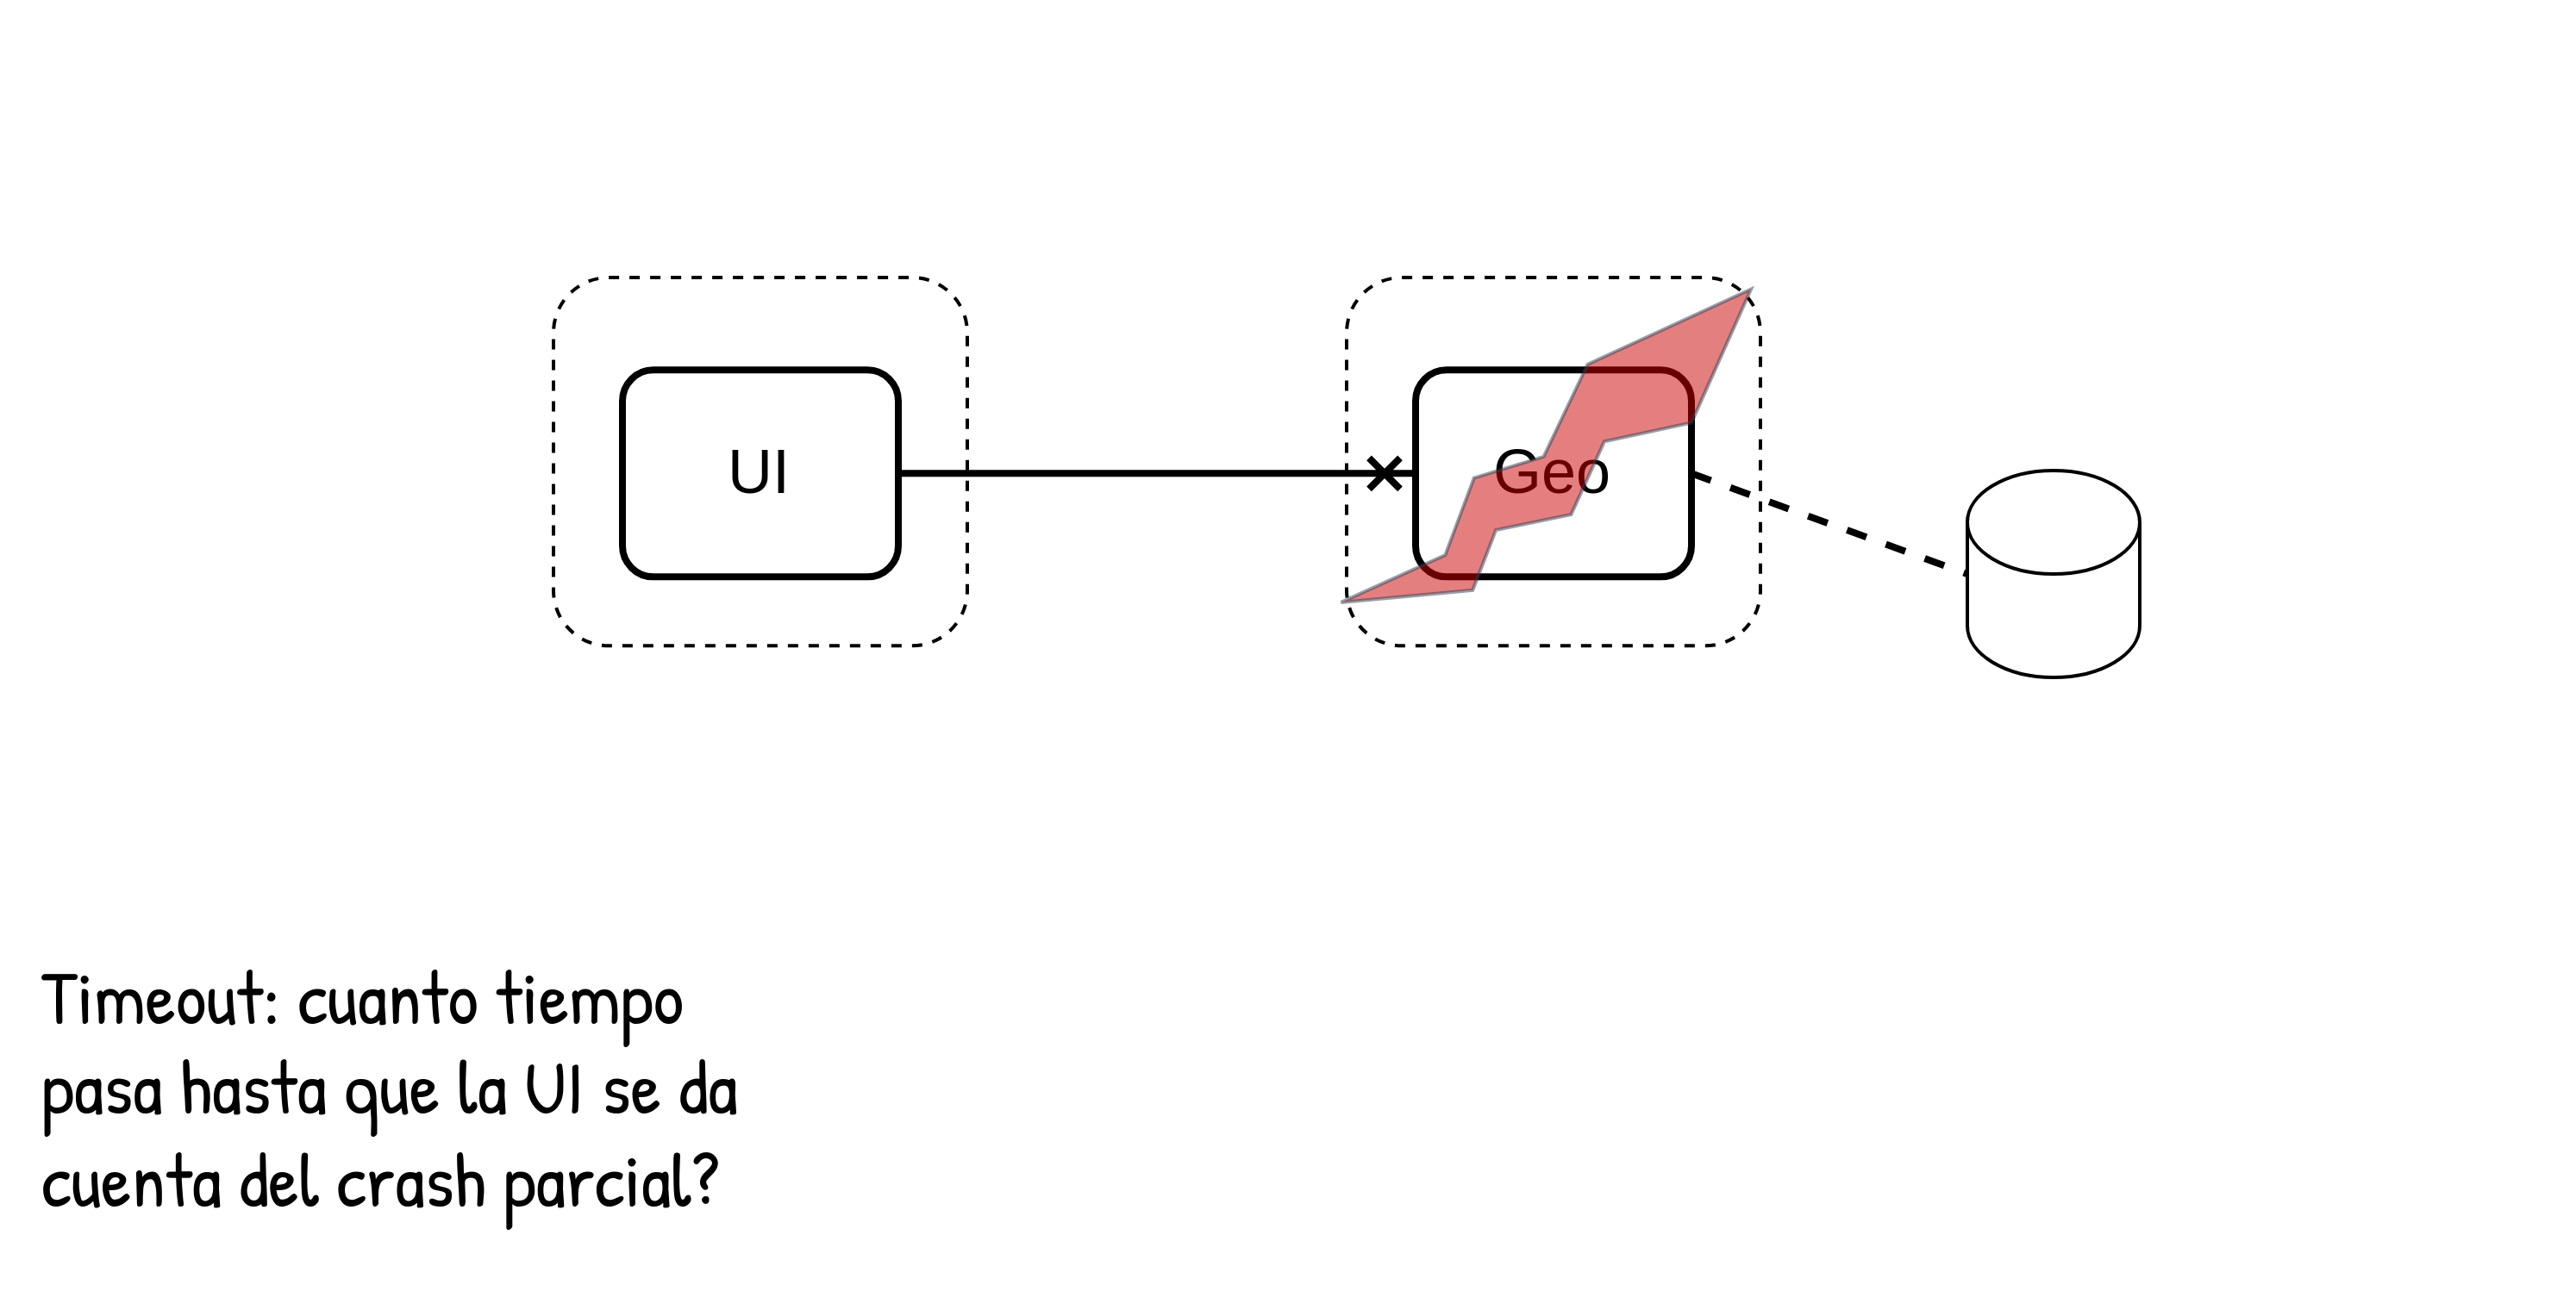 UI
Geo
Timeout: cuanto tiempo
pasa hasta que la UI se da
cuenta del crash parcial?